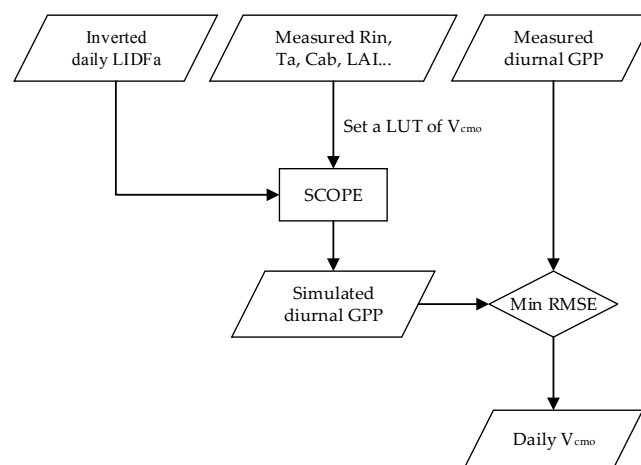 Inverted
daily LIDFa
Measured Rin,
Ta, Cab, LAI...
Measured
diurnal GPP
Set a LUT of Vcmo
SCOPE
Simulated
diurnal GPP
Min RMSE
Daily Vcmo